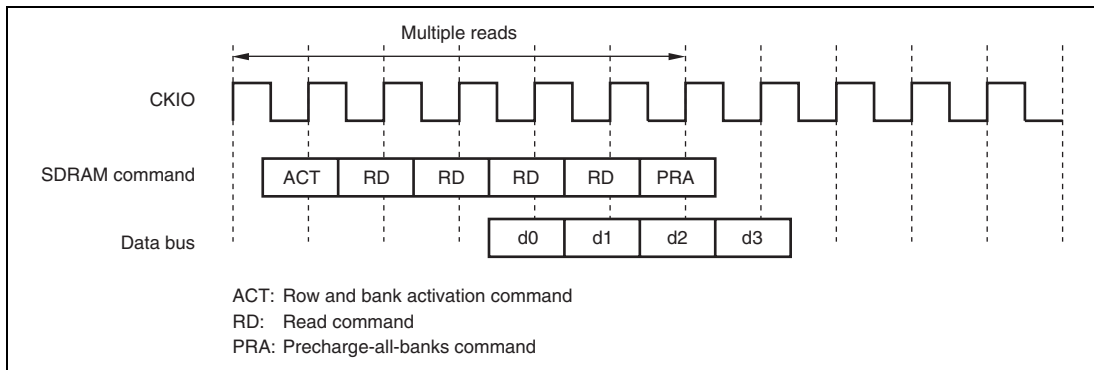 Multiple reads
CKIO
SDRAM command ACT RD RD RD RD PRA
Data bus d0 d1 d2 d3
ACT: Row and bank activation command
RD: Read command
PRA: Precharge-all-banks command